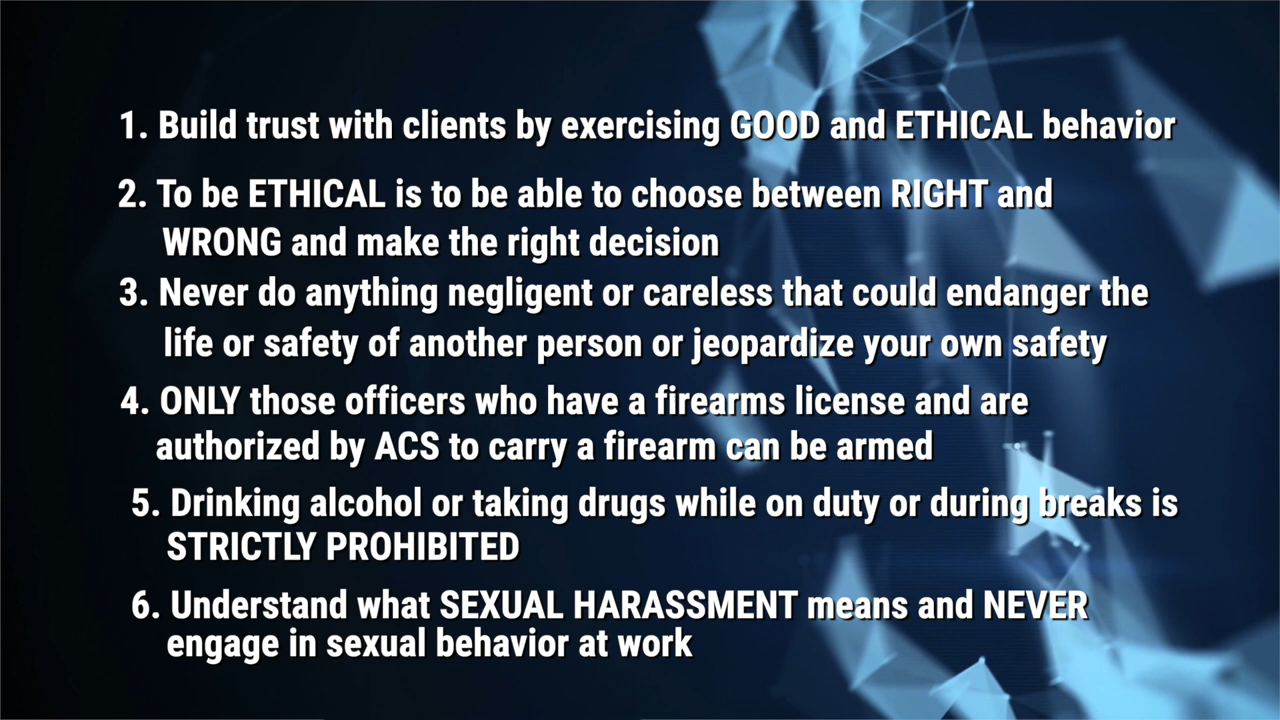 1. Build trust with clients by exercising GOOD and ETHICAL behavior
2. To be ETHICAL is to be able to choose between RIGHT and
WRONG and make the right decision
3. Never do anything negligent or careless that could endanger the
life or safety of another person or jeopardize your own safety
4. ONLY those officers who have a firearms license and are
authorized by ACS to carry a firearm can be armed
5. Drinking alcohol or taking drugs while on duty or during breaks is
STRICTLY PROHIBITED
6. Understand what SEXUAL HARASSMENT means and NEVER
engage in sexual behavior at work